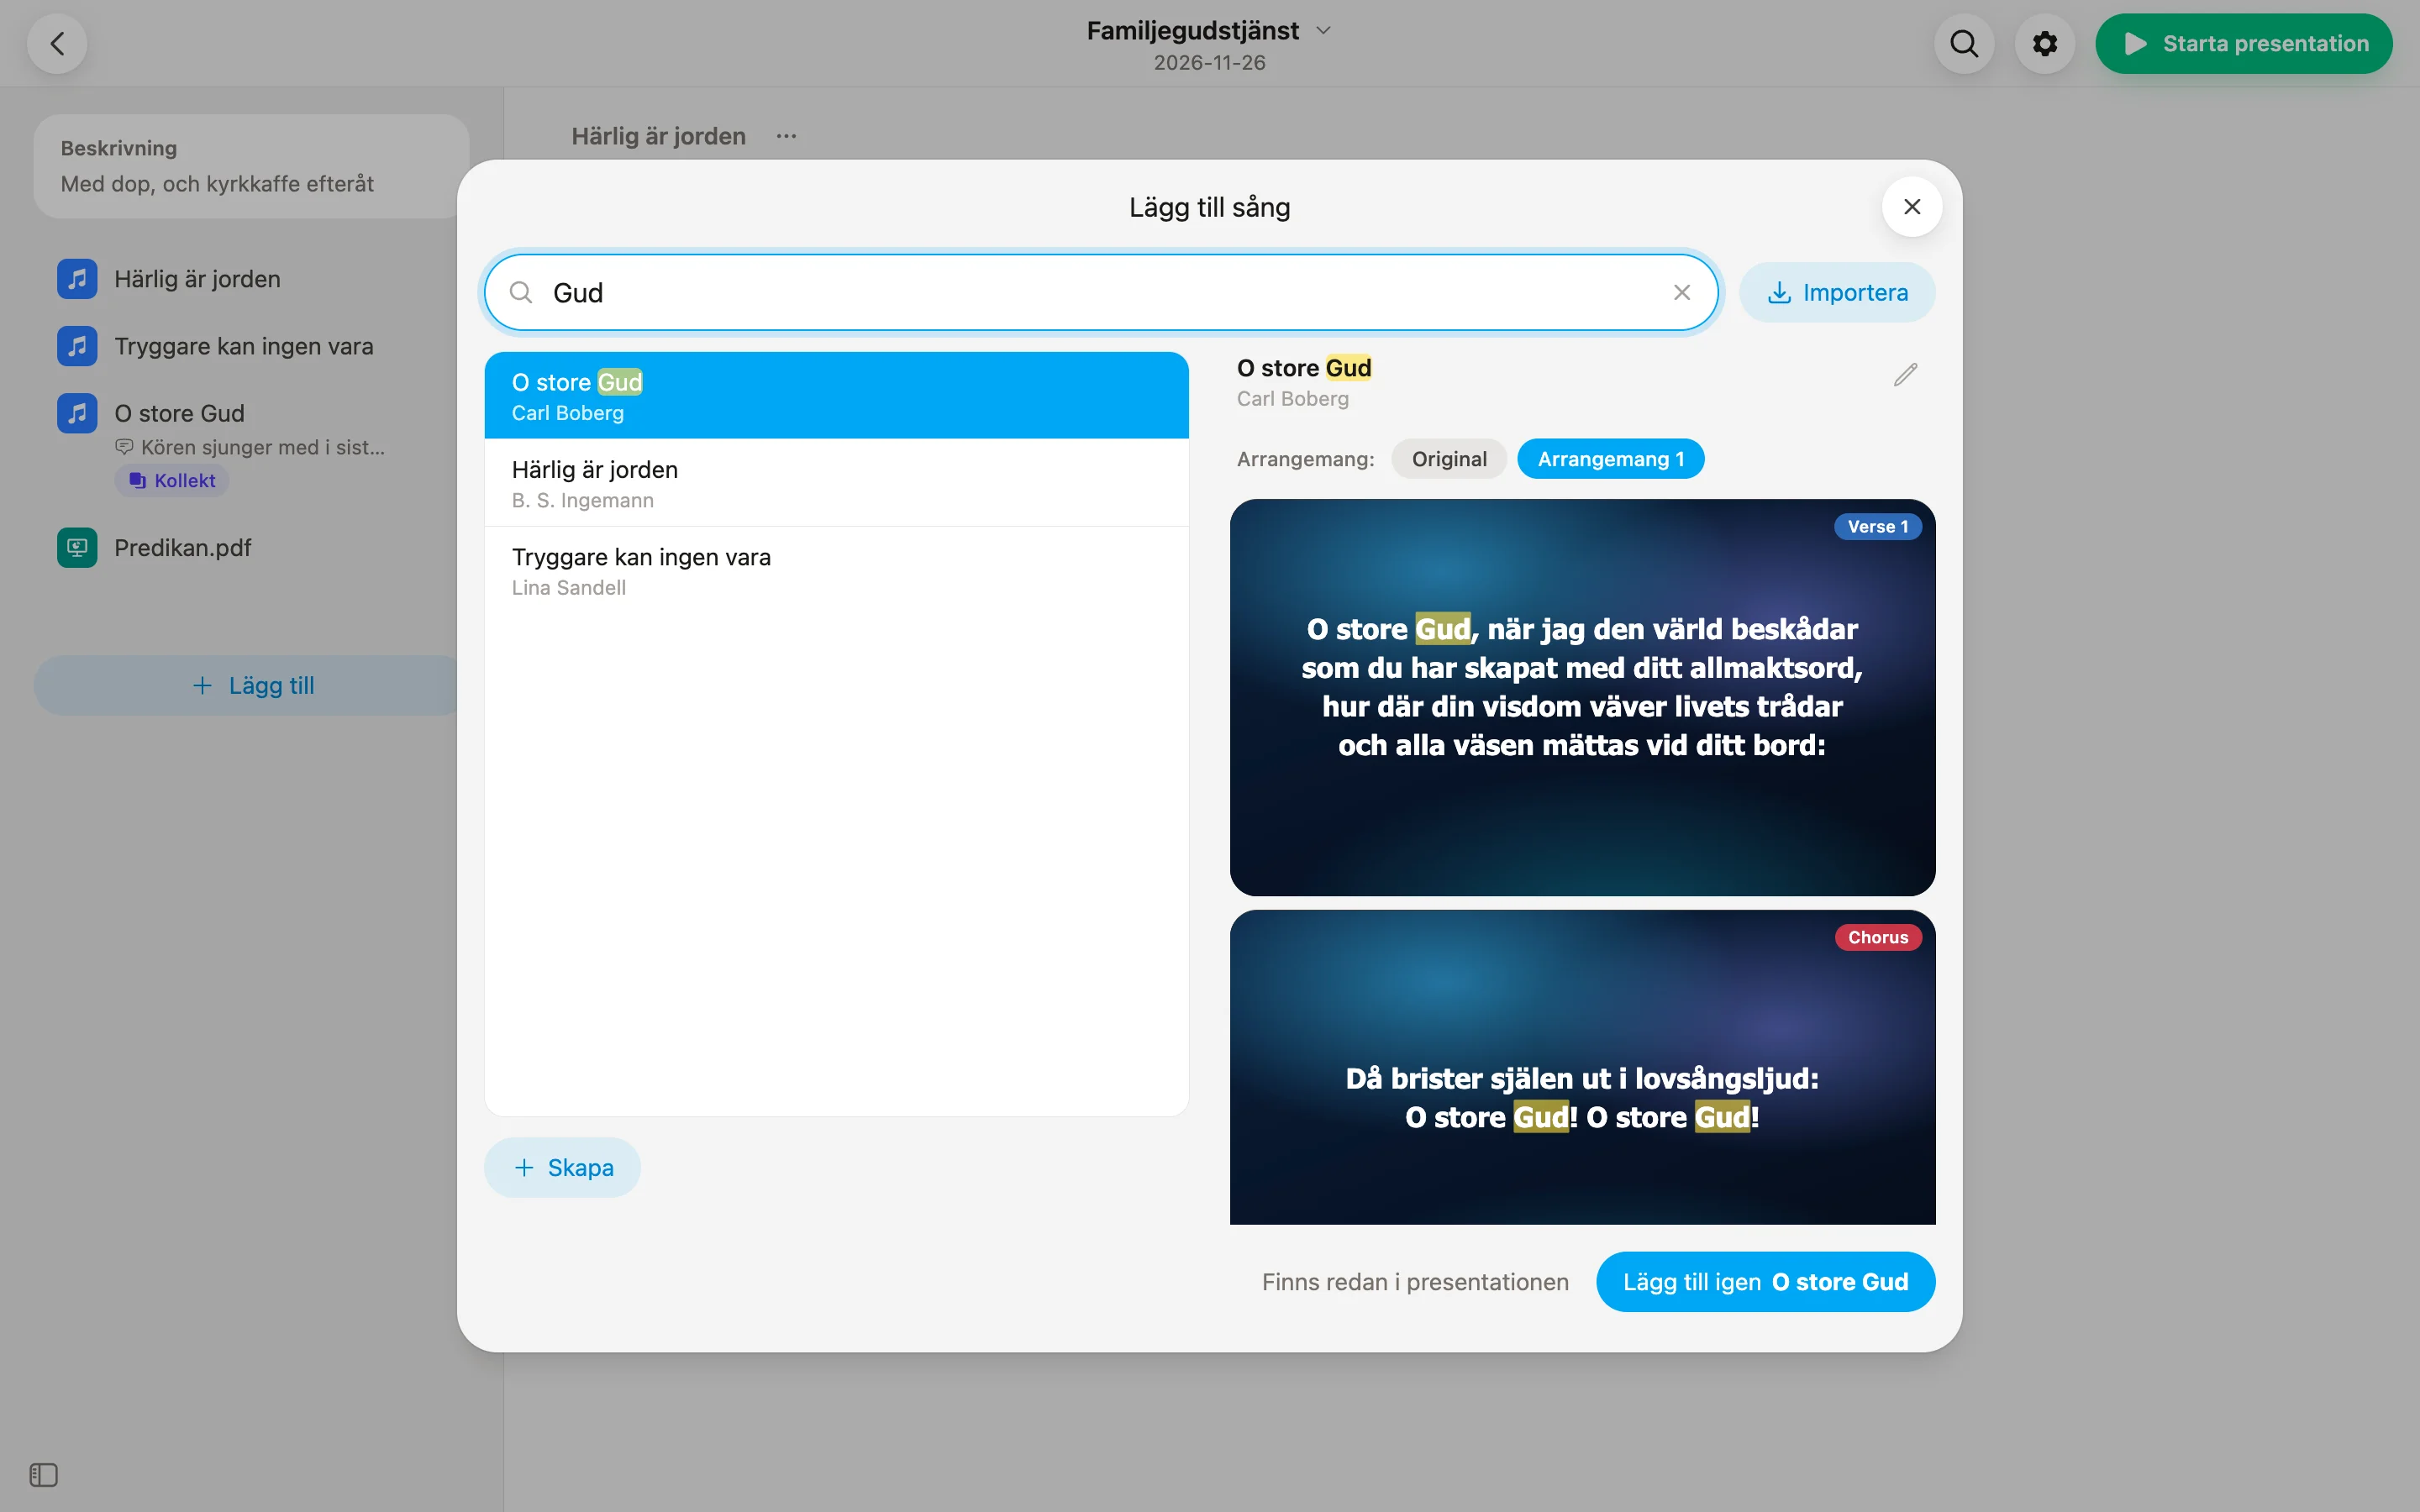 Familjegudstjänst
2026-11-26
Starta presentation
Beskrivning
Med dop, och kyrkkaffe efteråt
Härlig är jorden
Tryggare kan ingen vara
O store Gud
Kören sjunger med i sist...
Kollekt
Predikan.pdf
Lägg till
Härlig är jorden
Lägg till sång
Gud
Importera
O store Gud
Carl Boberg
Härlig är jorden
B. S. Ingemann
Tryggare kan ingen vara
Lina Sandell
Skapa
O store Gud
Carl Boberg
Arrangemang: Original Arrangemang 1
Verse 1
O store Gud, när jag den värld beskådar
som du har skapat med ditt allmaktsord,
hur där din visdom väver livets trådar
och alla väsen mättas vid ditt bord:
Chorus
Då brister själen ut i lovsångsljud:
O store Gud! O store Gud!
Finns redan i presentationen
Lägg till igen O store Gud